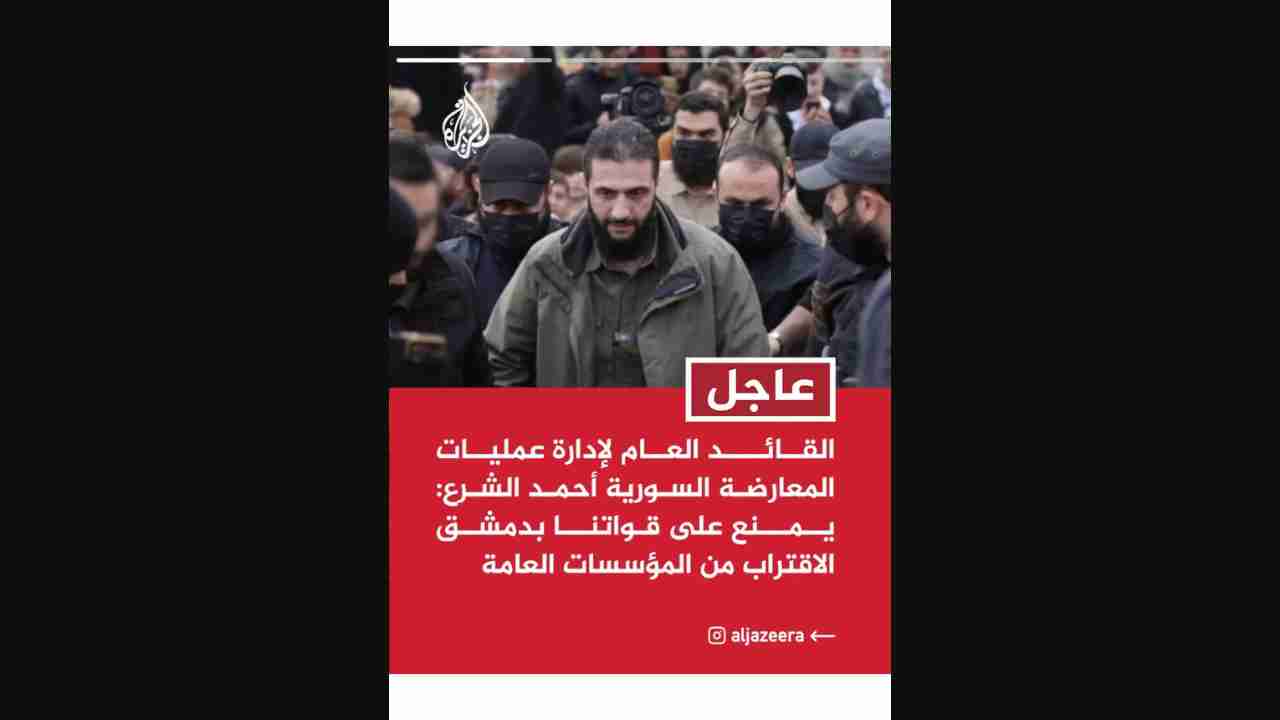 الجزيرة
عاجل
القائد العام لإدارة عمليات
المعارضة السورية أحمد الشرع:
يمنع على قواتنا بدمشق
الاقتراب من المؤسسات العامة
aljazeera